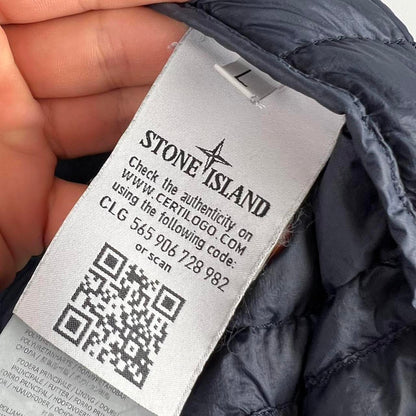 L
STONE ISLAND
Check the authenticity on
WWW.CERTILOGO.COM
using the following code:
CLG 565 906 728 982
or scan